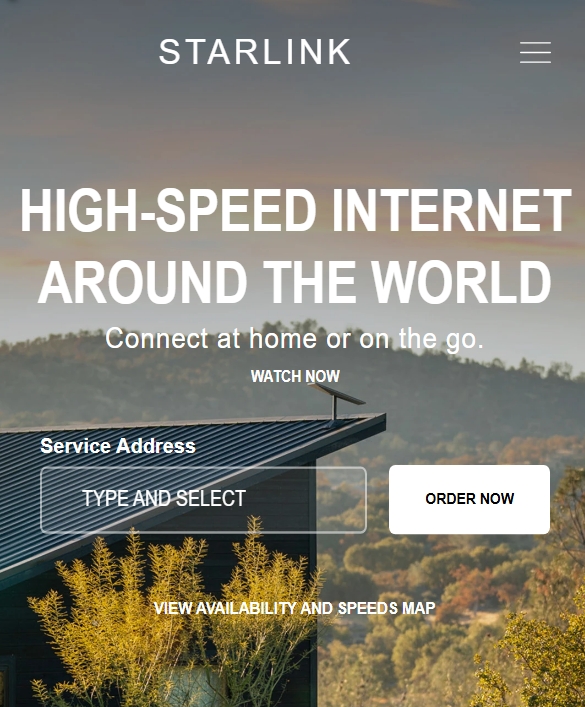 STARLINK
HIGH-SPEED INTERNET
AROUND THE WORLD
Connect at home or on the go.
WATCH NOW
Service Address
TYPE AND SELECT
ORDER NOW
VIEW AVAILABILITY AND SPEEDS MAP